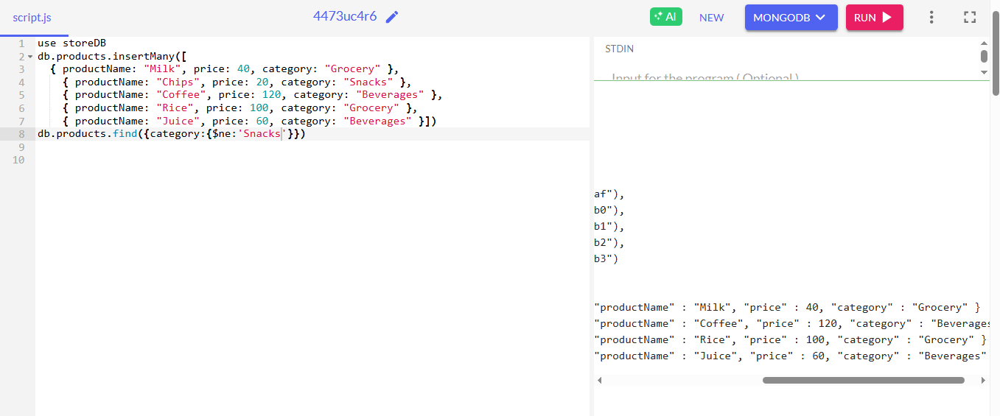 script.js
4473uc4r6
AI
NEW
MONGODB
RUN
1 use storeDB
2 db.products.insertMany([
3 { productName: "Milk", price: 40, category: "Grocery" },
4 { productName: "Chips", price: 20, category: "Snacks" },
5 { productName: "Coffee", price: 120, category: "Beverages" },
6 { productName: "Rice", price: 100, category: "Grocery" },
7 { productName: "Juice", price: 60, category: "Beverages" }])
8 db.products.find({category:{$ne:'Snacks'}})
9
10
STDIN
Input for the program ( Optional )
af"),
b0"),
b1"),
b2"),
b3")
"productName" : "Milk", "price" : 40, "category" : "Grocery" }
"productName" : "Coffee", "price" : 120, "category" : "Beverages
"productName" : "Rice", "price" : 100, "category" : "Grocery" }
"productName" : "Juice", "price" : 60, "category" : "Beverages"